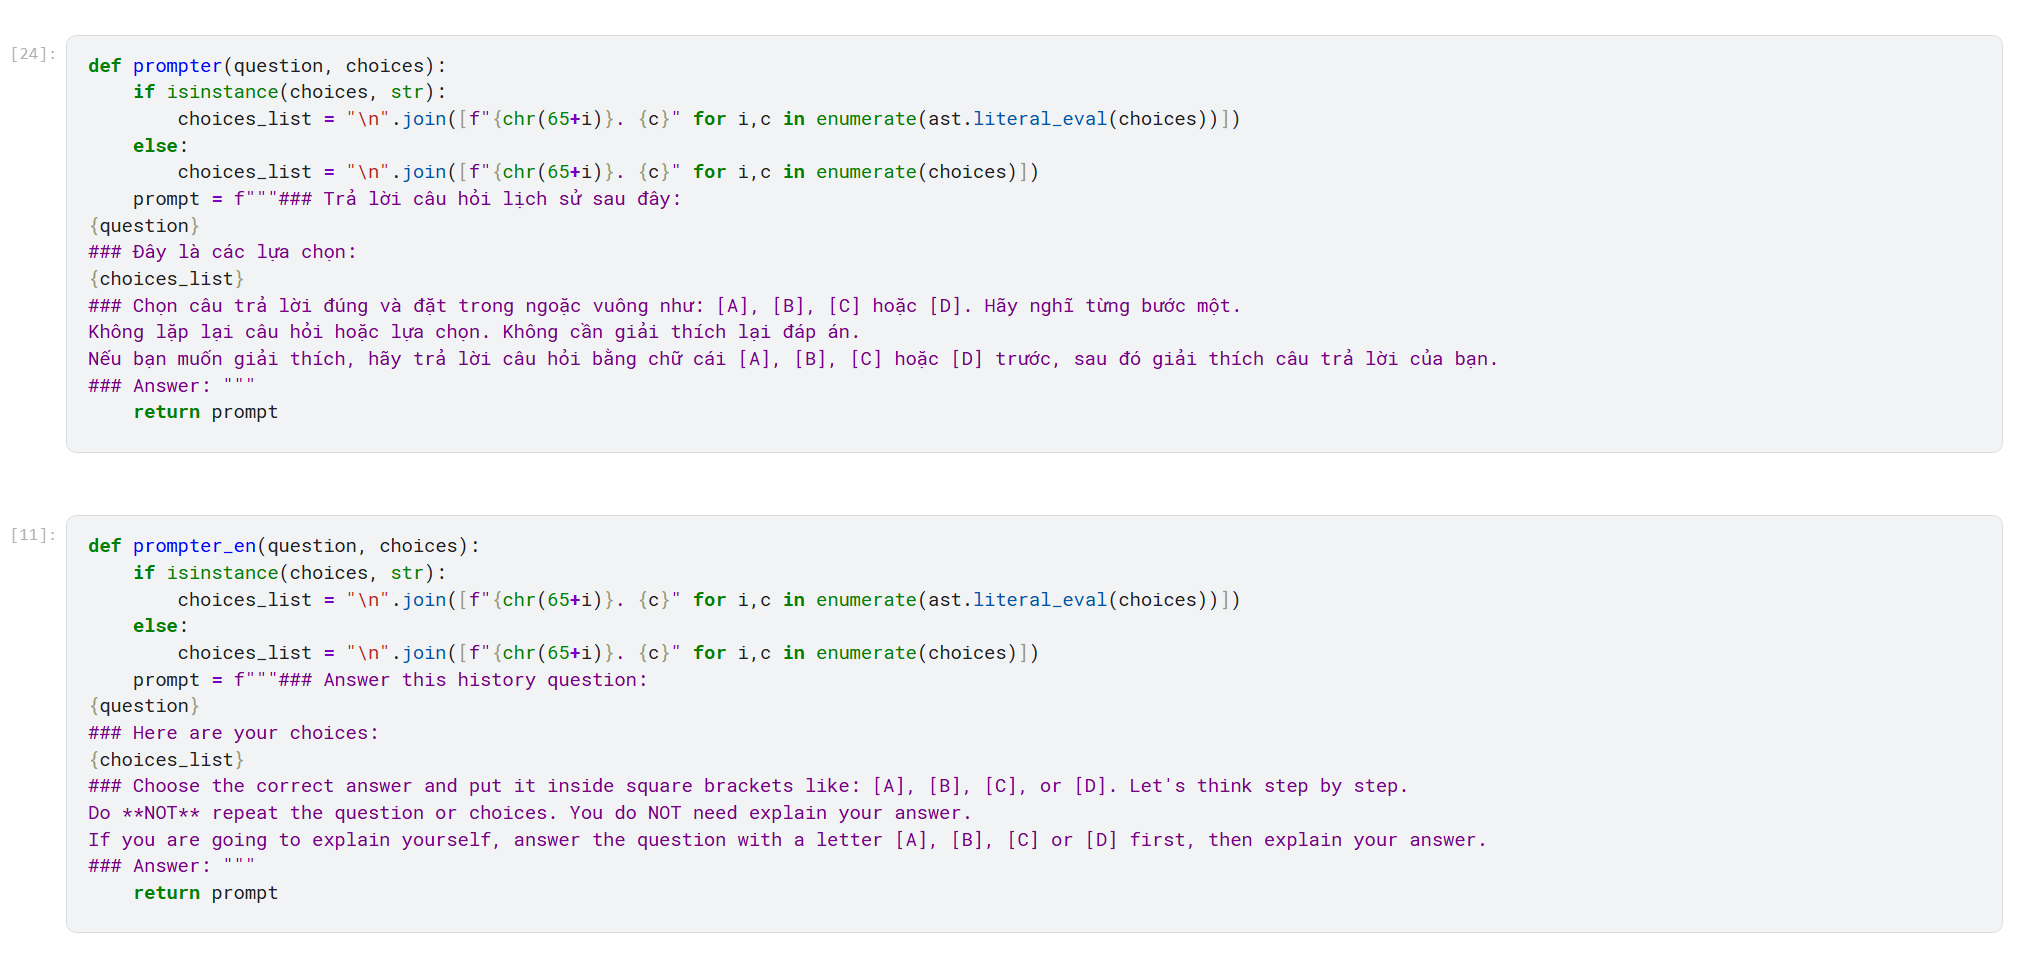 [24]:
def prompter(question, choices):
    if isinstance(choices, str):
        choices_list = "\n".join([f"{chr(65+i)}. {c}" for i,c in enumerate(ast.literal_eval(choices))])
    else:
        choices_list = "\n".join([f"{chr(65+i)}. {c}" for i,c in enumerate(choices)])
    prompt = f"""### Trả lời câu hỏi lịch sử sau đây:
{question}
### Đây là các lựa chọn:
{choices_list}
### Chọn câu trả lời đúng và đặt trong ngoặc vuông như: [A], [B], [C] hoặc [D]. Hãy nghĩ từng bước một.
Không lặp lại câu hỏi hoặc lựa chọn. Không cần giải thích lại đáp án.
Nếu bạn muốn giải thích, hãy trả lời câu hỏi bằng chữ cái [A], [B], [C] hoặc [D] trước, sau đó giải thích câu trả lời của bạn.
### Answer: """
    return prompt
[11]:
def prompter_en(question, choices):
    if isinstance(choices, str):
        choices_list = "\n".join([f"{chr(65+i)}. {c}" for i,c in enumerate(ast.literal_eval(choices))])
    else:
        choices_list = "\n".join([f"{chr(65+i)}. {c}" for i,c in enumerate(choices)])
    prompt = f"""### Answer this history question:
{question}
### Here are your choices:
{choices_list}
### Choose the correct answer and put it inside square brackets like: [A], [B], [C], or [D]. Let's think step by step.
Do **NOT** repeat the question or choices. You do NOT need explain your answer.
If you are going to explain yourself, answer the question with a letter [A], [B], [C] or [D] first, then explain your answer.
### Answer: """
    return prompt